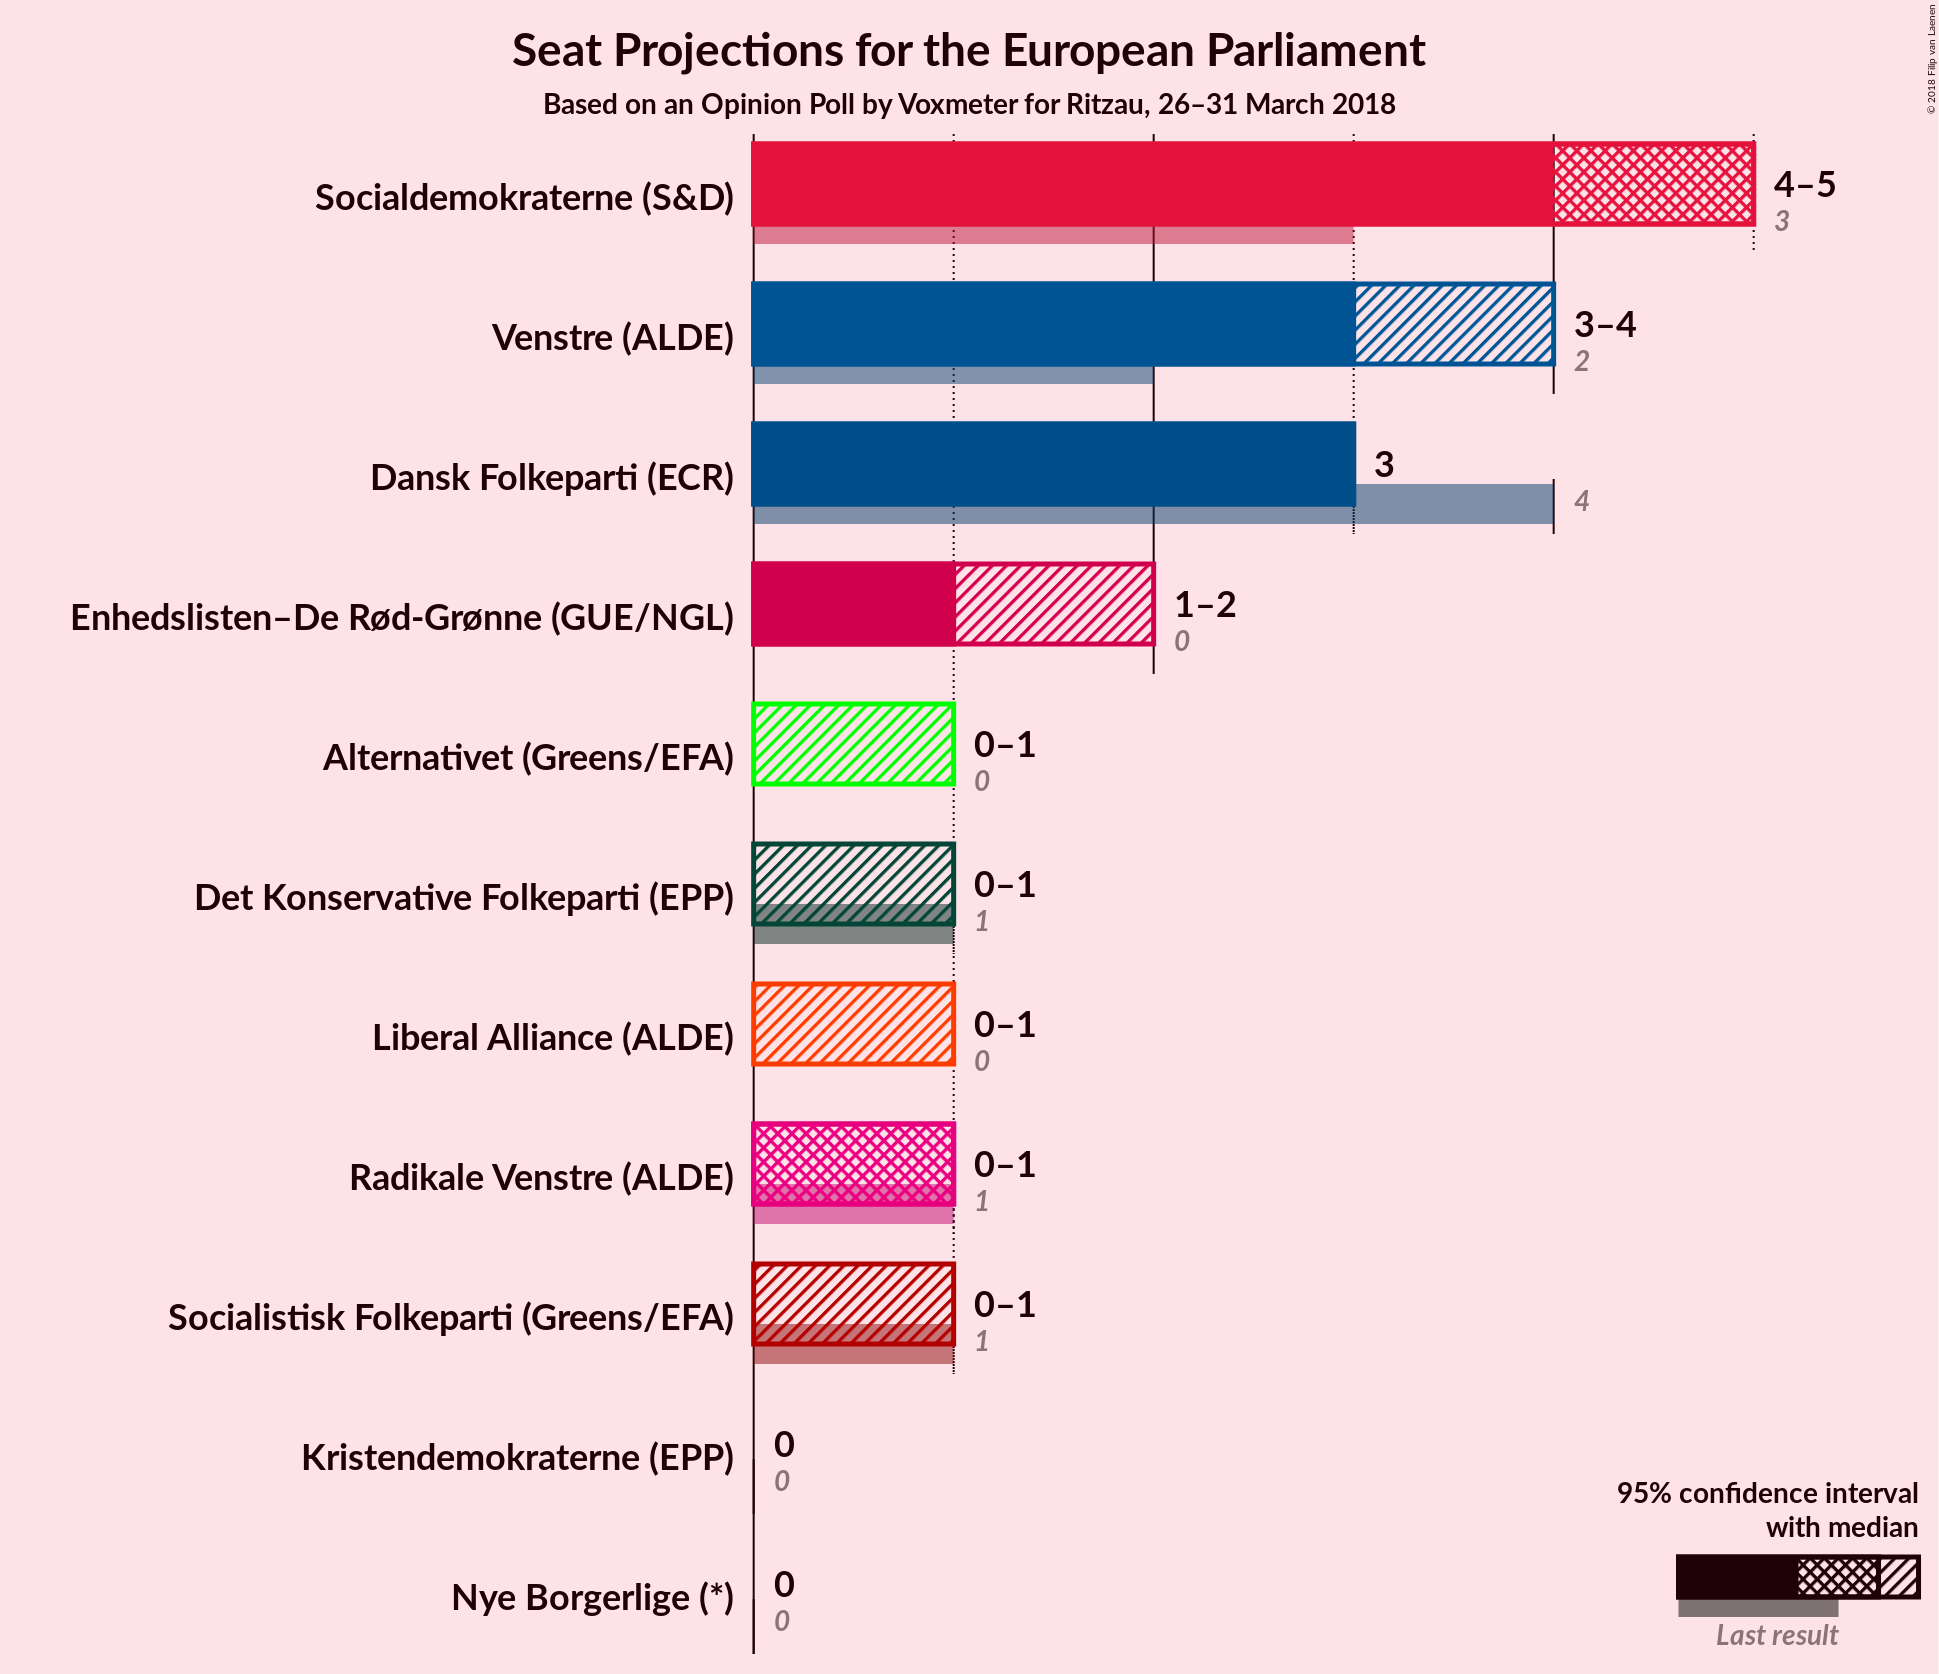 Seat Projections for the European Parliament
Based on an Opinion Poll by Voxmeter for Ritzau, 26–31 March 2018
© 2018 Filip van Laenen
Socialdemokraterne (S&D)
4–5
3
Venstre (ALDE)
3–4
2
Dansk Folkeparti (ECR)
3
4
Enhedslisten–De Rød-Grønne (GUE/NGL)
1–2
0
Alternativet (Greens/EFA)
0–1
0
Det Konservative Folkeparti (EPP)
0–1
1
Liberal Alliance (ALDE)
0–1
0
Radikale Venstre (ALDE)
0–1
1
Socialistisk Folkeparti (Greens/EFA)
0–1
1
Kristendemokraterne (EPP)
0
0
Nye Borgerlige (*)
0
0
95% confidence interval
with median
Last result